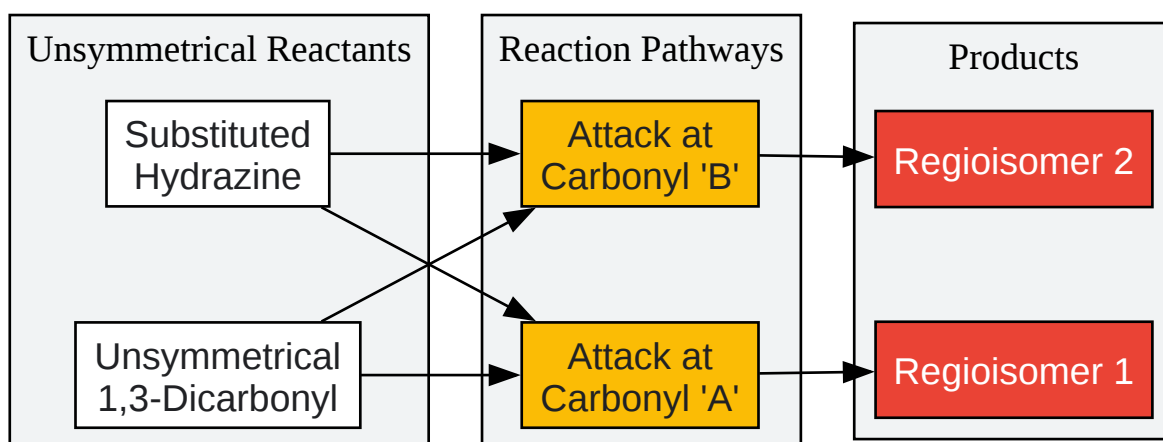 Unsymmetrical Reactants
Substituted
Hydrazine
Unsymmetrical
1,3-Dicarbonyl
Reaction Pathways
Attack at
Carbonyl 'B'
Attack at
Carbonyl 'A'
Products
Regioisomer 2
Regioisomer 1